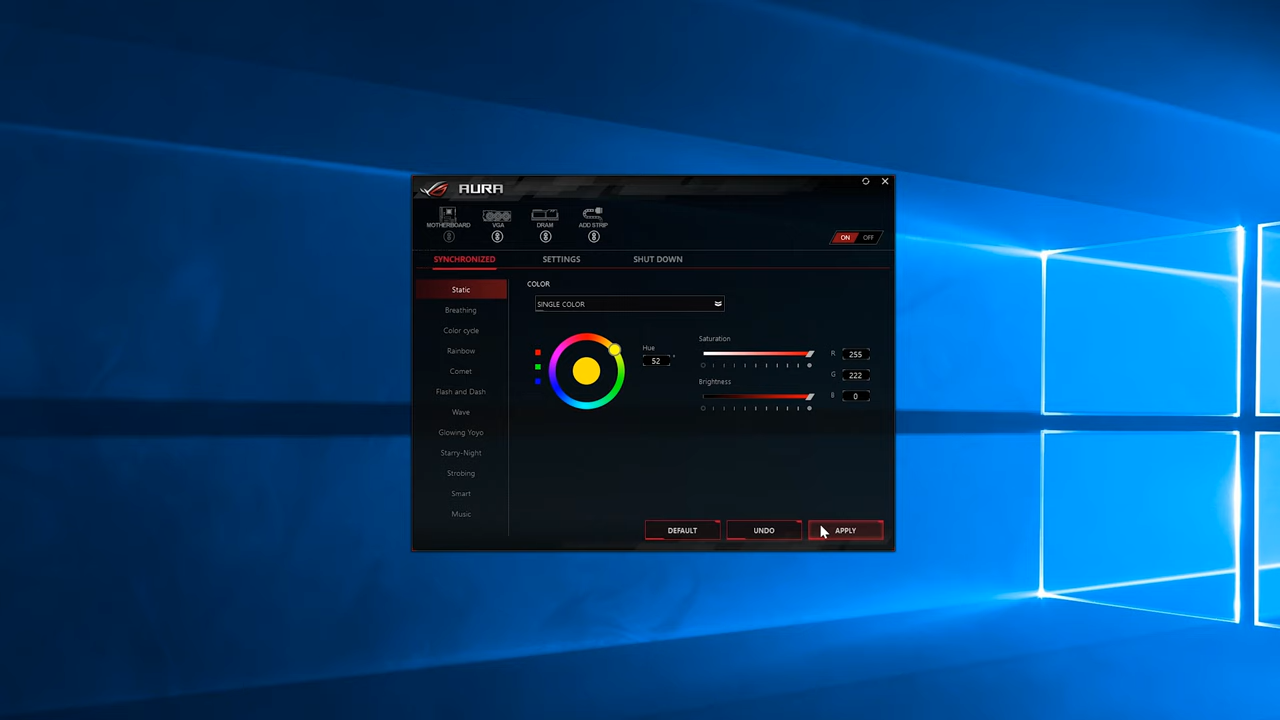 AURA
MOTHERBOARD VGA DRAM ADD STRIP
ON OFF
SYNCHRONIZED SETTINGS SHUT DOWN
Static
Breathing
Color cycle
Rainbow
Comet
Flash and Dash
Wave
Glowing Yoyo
Starry-Night
Strobing
Smart
Music
COLOR
SINGLE COLOR
Hue
52 °
Saturation
Brightness
R 255
G 222
B 0
DEFAULT UNDO APPLY